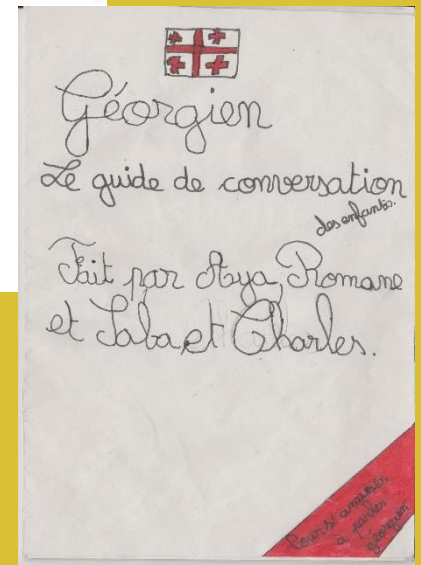 Géorgien
Le guide de conversation
des enfants.
Fait par Aya, Romane
et Saba et Charles.
Pour s'amuser
à parler
géorgien